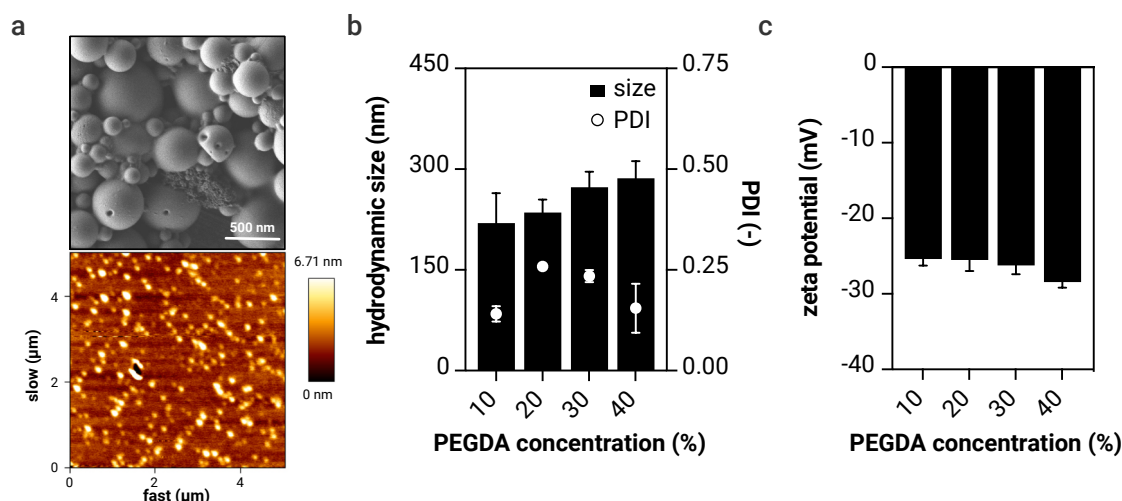 a
500 nm
6.71 nm
0 nm
slow (µm)
4
2
0
0
2
4
fast (µm)
b
hydrodynamic size (nm)
450
300
150
0
size
PDI
0.75
0.50
0.25
0.00
PDI (-)
10
20
30
40
PEGDA concentration (%)
c
zeta potential (mV)
0
-10
-20
-30
-40
10
20
30
40
PEGDA concentration (%)